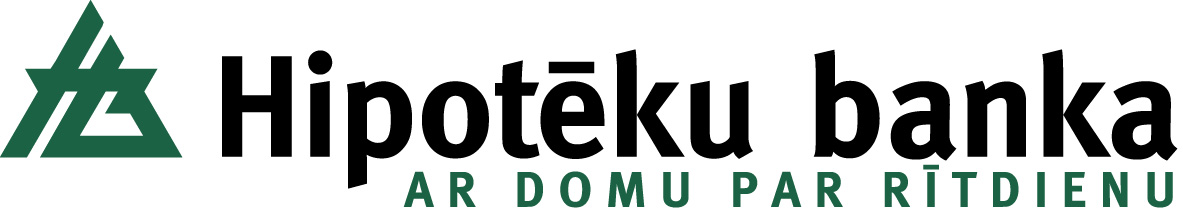 Hipotēku banka
AR DOMU PAR RĪTDIENU